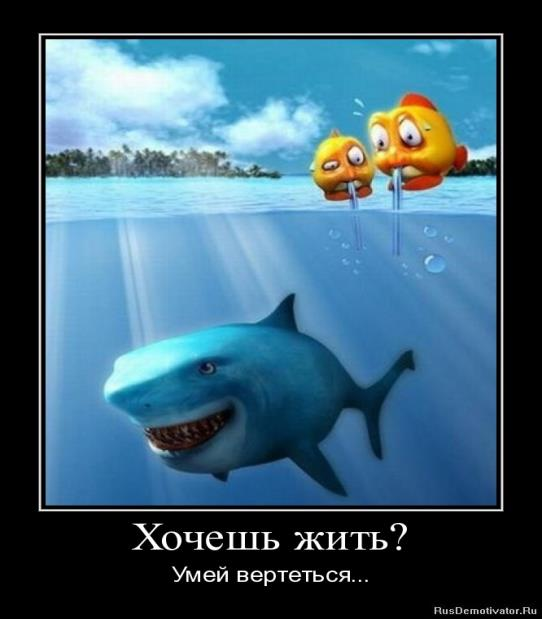 Хочешь жить?
Умей вертеться...
RusDemotivator.Ru